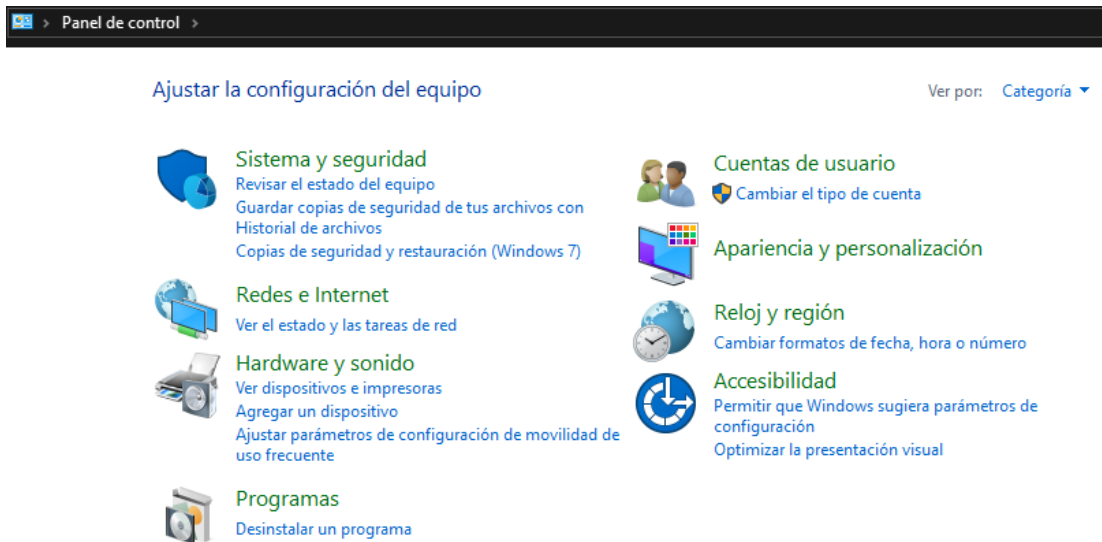 Panel de control
Ajustar la configuración del equipo
Ver por: Categoría
Sistema y seguridad
Revisar el estado del equipo
Guardar copias de seguridad de tus archivos con
Historial de archivos
Copias de seguridad y restauración (Windows 7)
Redes e Internet
Ver el estado y las tareas de red
Hardware y sonido
Ver dispositivos e impresoras
Agregar un dispositivo
Ajustar parámetros de configuración de movilidad de
uso frecuente
Programas
Desinstalar un programa
Cuentas de usuario
Cambiar el tipo de cuenta
Apariencia y personalización
Reloj y región
Cambiar formatos de fecha, hora o número
Accesibilidad
Permitir que Windows sugiera parámetros de
configuración
Optimizar la presentación visual